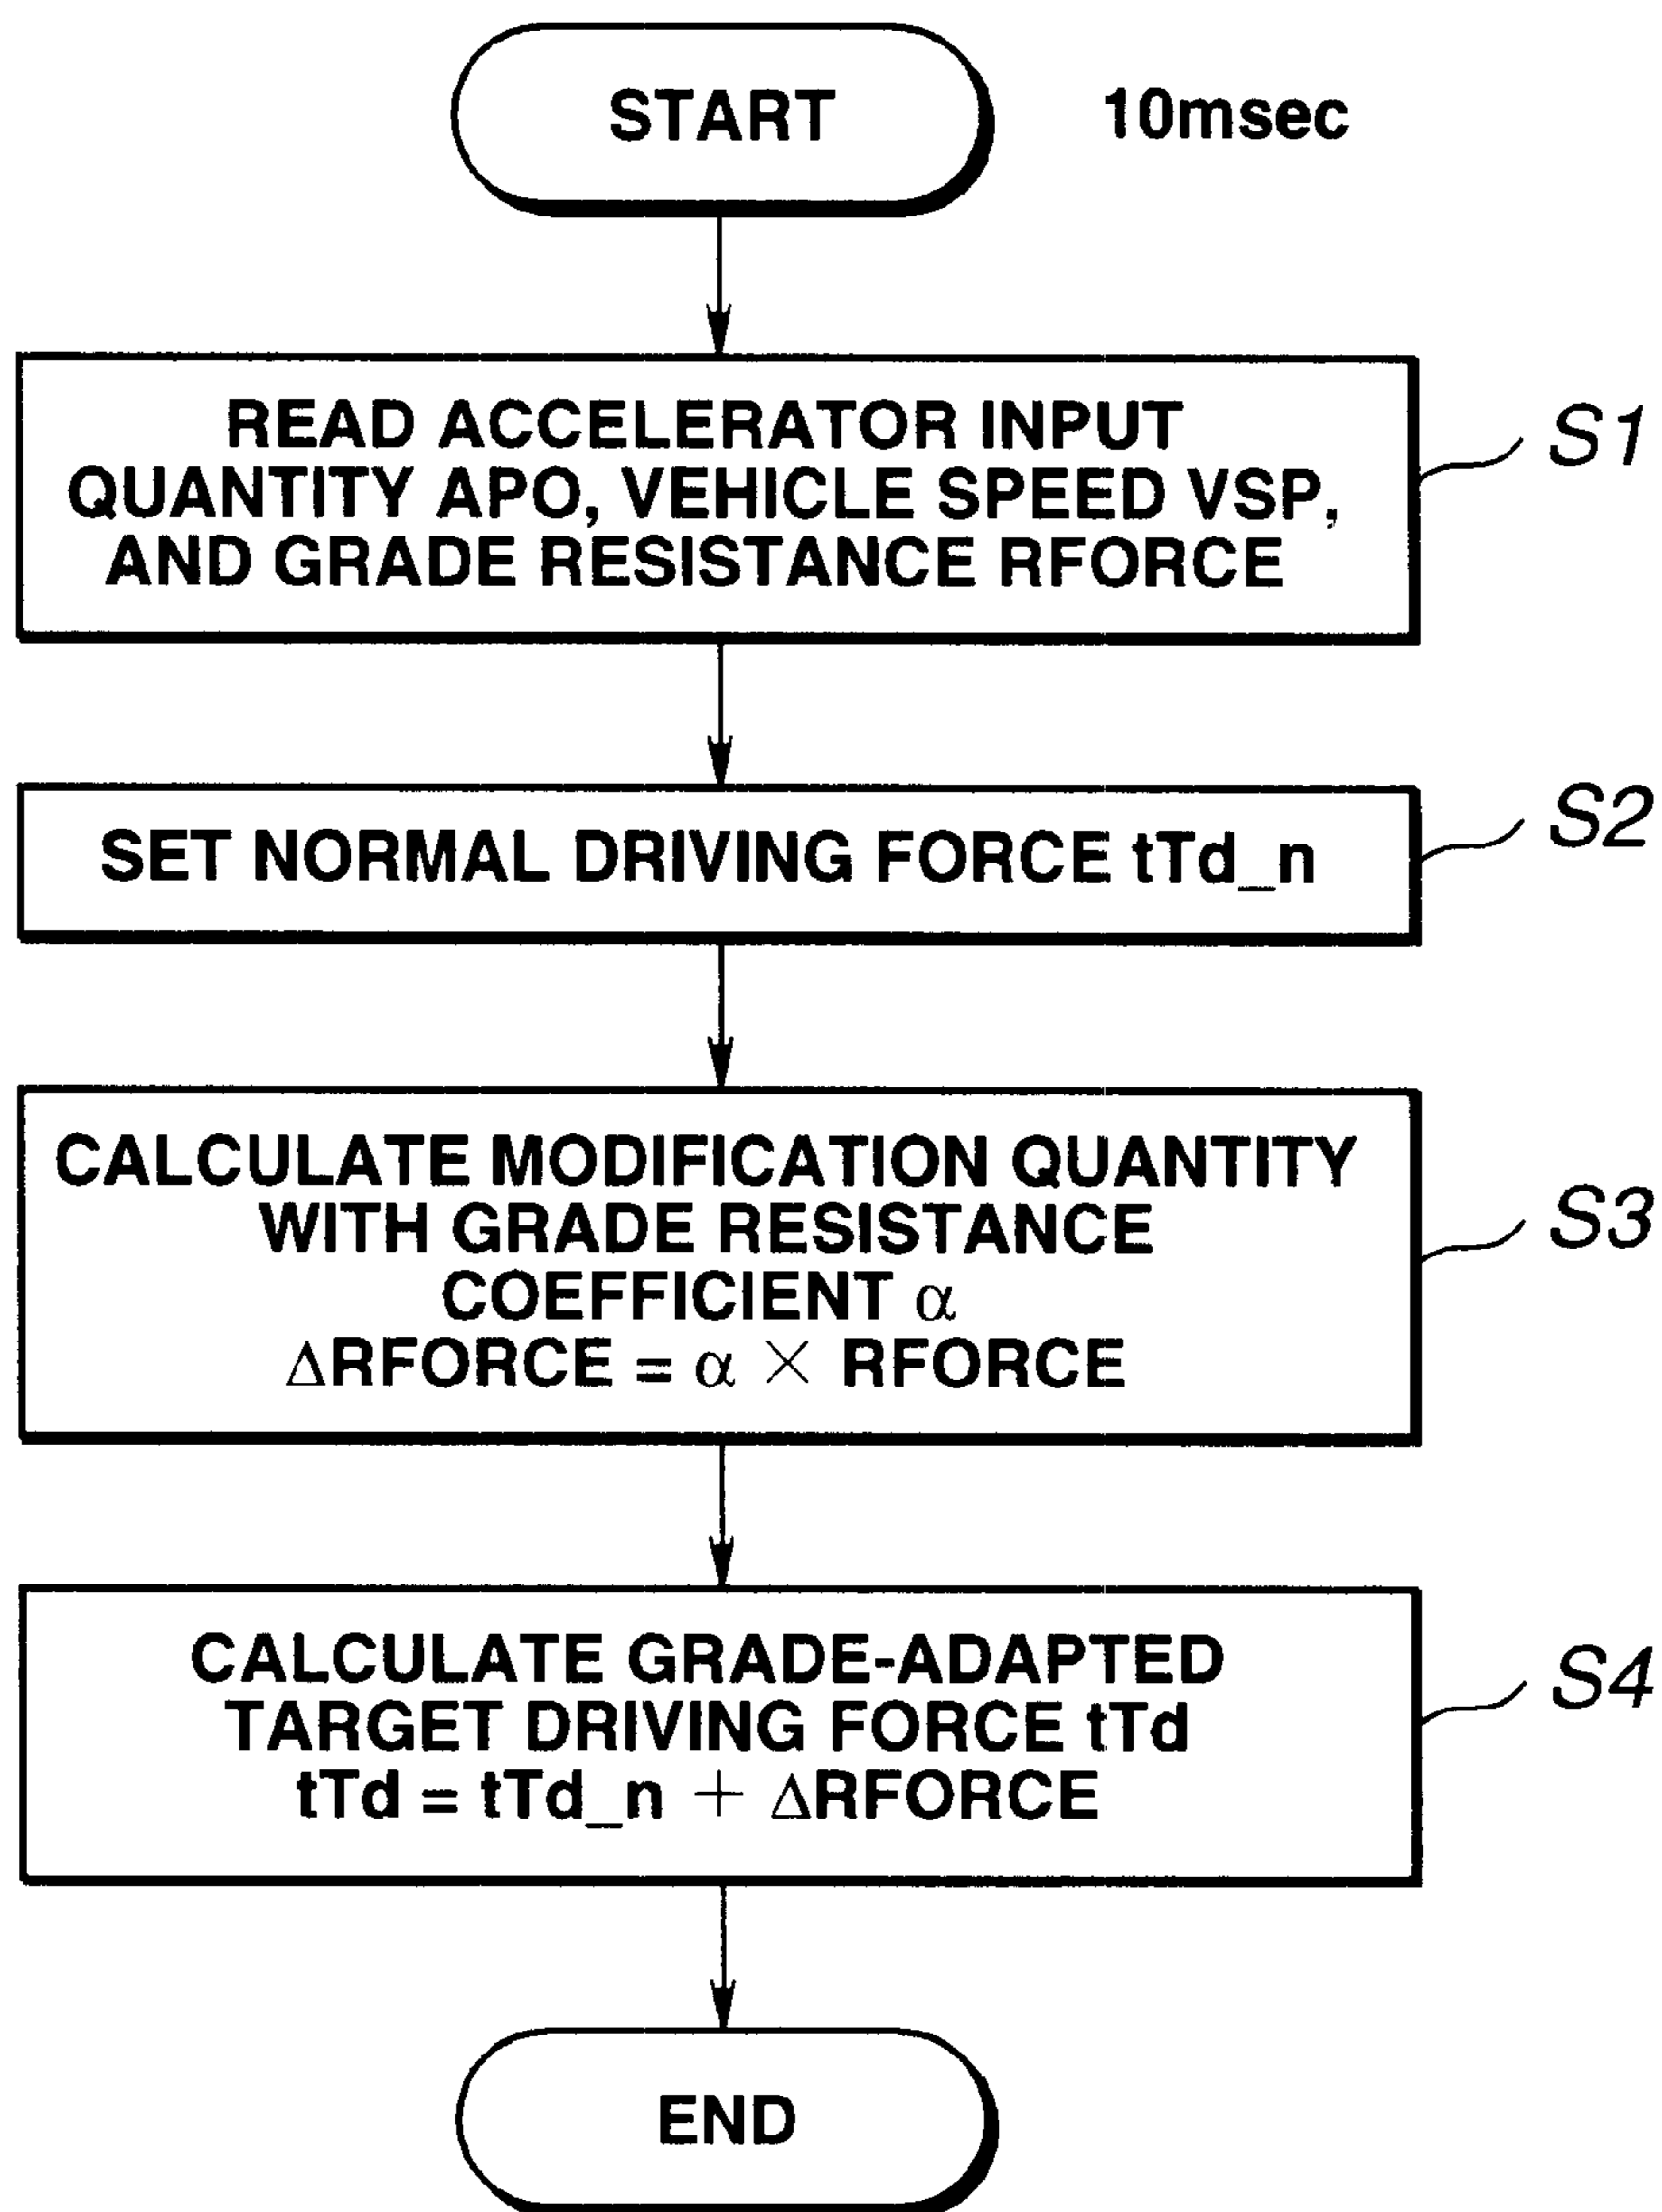 START
10msec
READ ACCELERATOR INPUT
QUANTITY APO, VEHICLE SPEED VSP,
AND GRADE RESISTANCE RFORCE
S1
SET NORMAL DRIVING FORCE tTd_n
S2
CALCULATE MODIFICATION QUANTITY
WITH GRADE RESISTANCE
COEFFICIENT α
ΔRFORCE = α × RFORCE
S3
CALCULATE GRADE-ADAPTED
TARGET DRIVING FORCE tTd
tTd = tTd_n + ΔRFORCE
S4
END